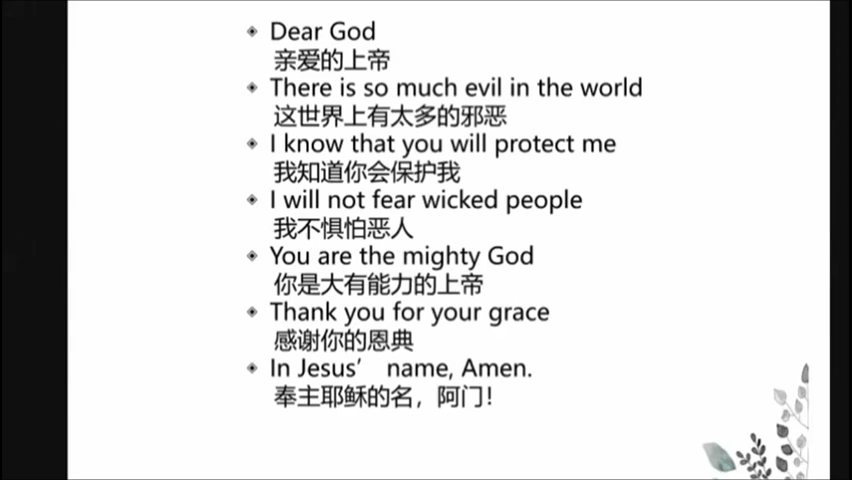 Dear God
亲爱的上帝
There is so much evil in the world
这世界上有太多的邪恶
I know that you will protect me
我知道你会保护我
I will not fear wicked people
我不惧怕恶人
You are the mighty God
你是大有能力的上帝
Thank you for your grace
感谢你的恩典
In Jesus’ name, Amen.
奉主耶稣的名，阿门！